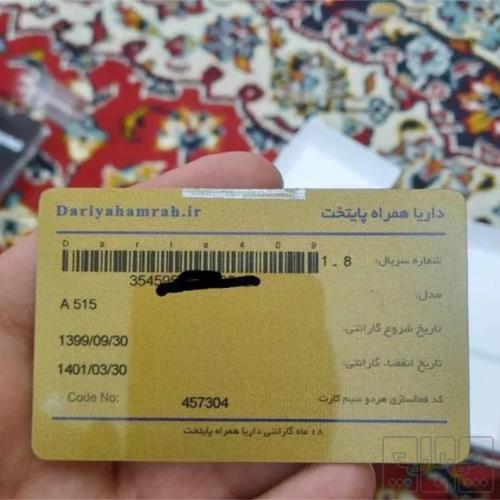 Dariyahamrah.ir
داریا همراه پایتخت
Daria409
شماره سریال: 1 - 8
354598
مدل: A 515
تاریخ شروع گارانتی: 1399/09/30
تاریخ انقضاء گارانتی: 1401/03/30
کد فعالسازی هردو سیم کارت
Code No: 457304
۱۸ ماه گارانتی داریا همراه پایتخت